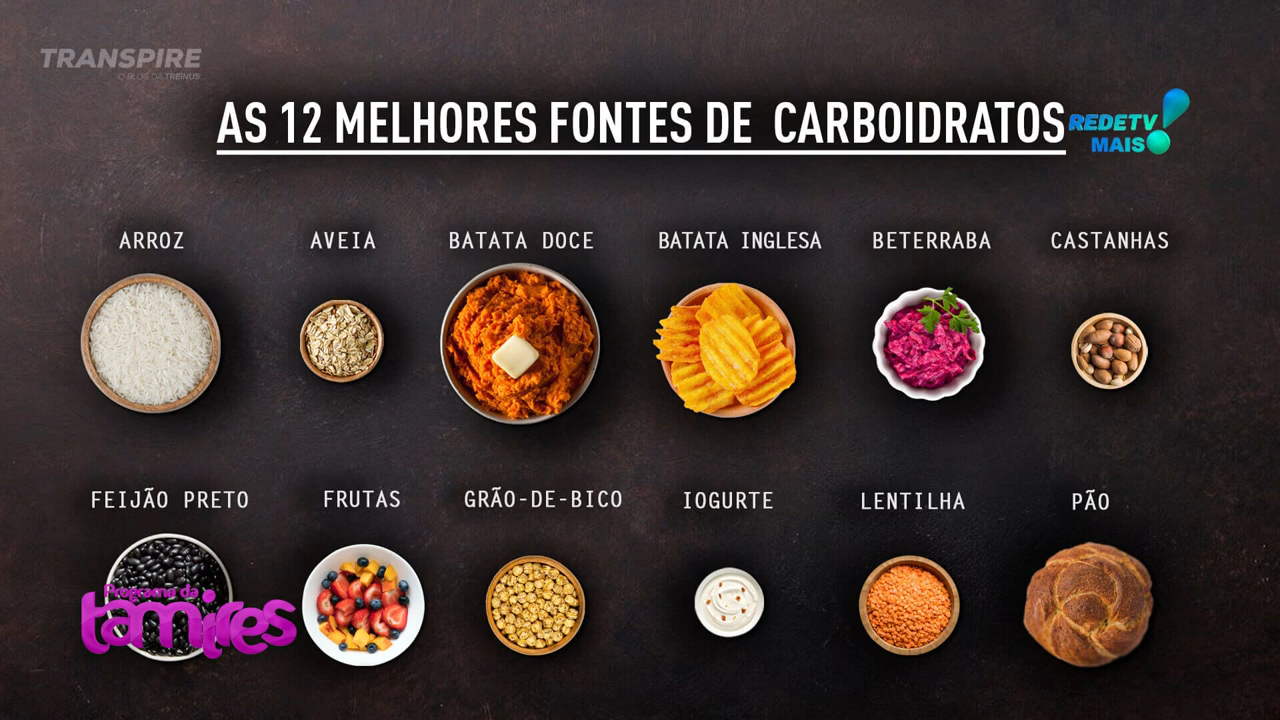 TRANSPIRE
O BLOG DA TREINUS
AS 12 MELHORES FONTES DE CARBOIDRATOS
REDETV
MAIS!
ARROZ
AVEIA
BATATA DOCE
BATATA INGLESA
BETERRABA
CASTANHAS
FEIJÃO PRETO
FRUTAS
GRÃO-DE-BICO
IOGURTE
LENTILHA
PÃO
Programa da
tamires